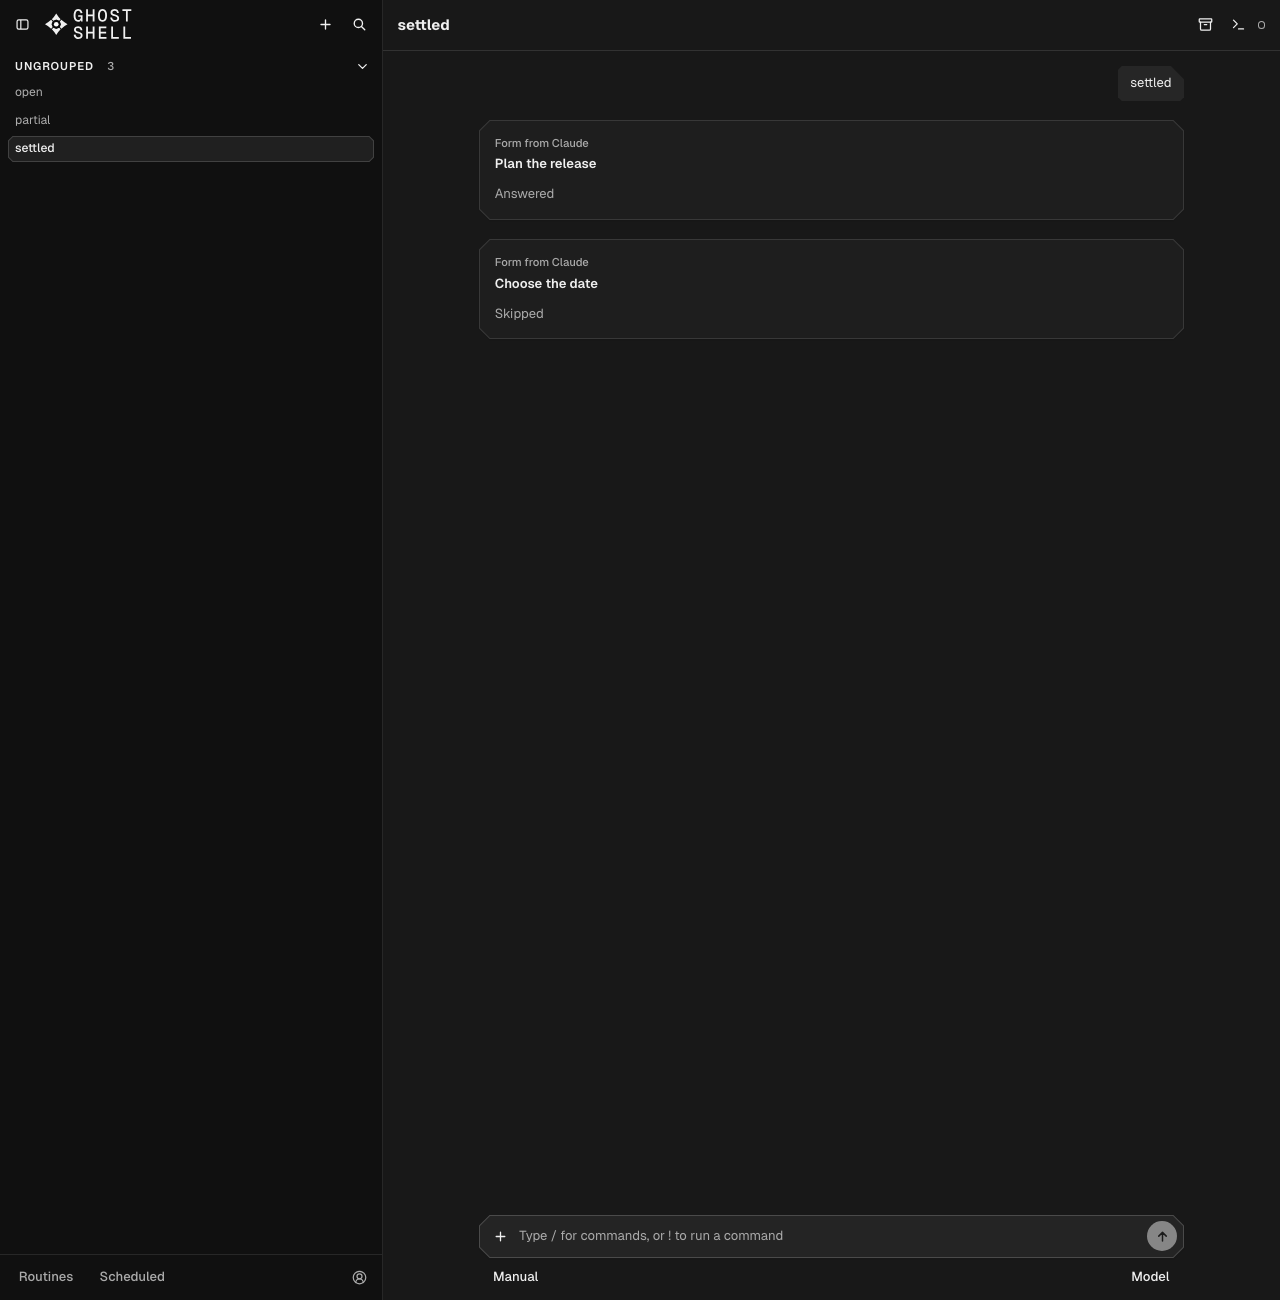 GHOST
SHELL
UNGROUPED 3
open
partial
settled
Routines
Scheduled
settled
0
settled
Form from Claude
Plan the release
Answered
Form from Claude
Choose the date
Skipped
Type / for commands, or ! to run a command
Manual
Model